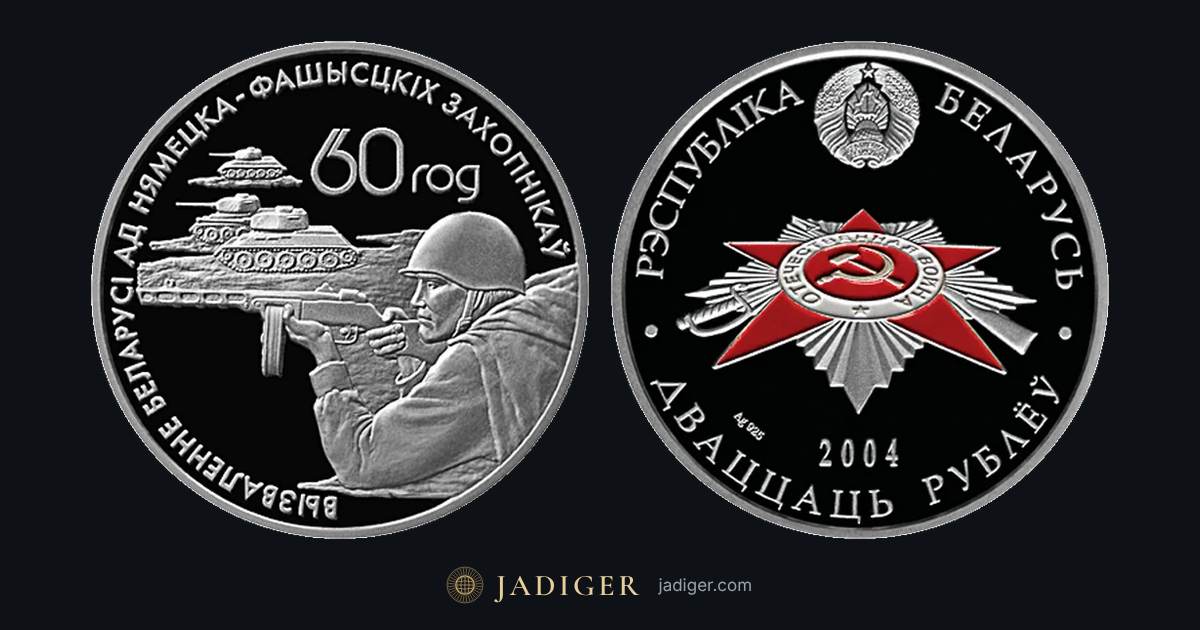 ВЫЗВАЛЕННЕ БЕЛАРУСІ АД НЯМЕЦКА-ФАШЫСЦКІХ ЗАХОПНІКАЎ
60 год
РЭСПУБЛІКА БЕЛАРУСЬ
ОТЕЧЕСТВЕННАЯ ВОЙНА
Ag 925
2004
ДВАЦЦАЦЬ РУБЛЁЎ
JADIGER jadiger.com